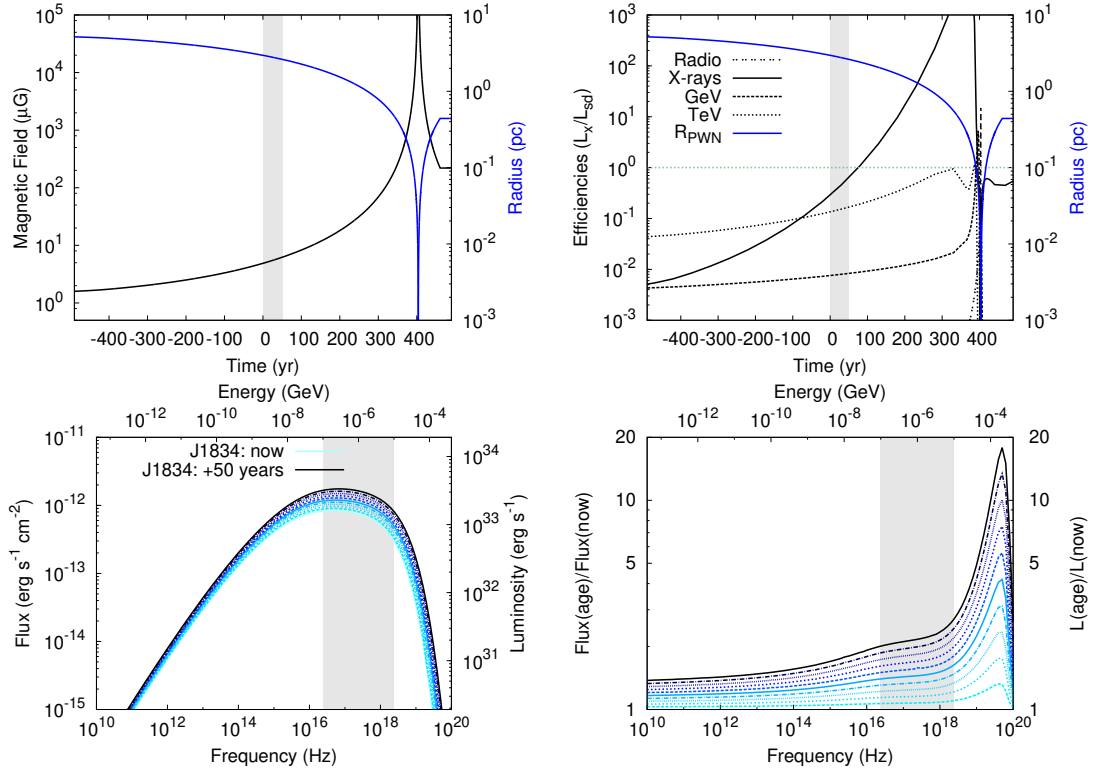 10^5
10^4
10^3
10^2
10^1
10^0
Magnetic Field (μG)
-400 -300 -200 -100 0 100 200 300 400
Time (yr)
10^1
10^0
10^-1
10^-2
10^-3
Radius (pc)
10^3
10^2
10^1
10^0
10^-1
10^-2
10^-3
Efficiencies (L_x/L_sd)
Radio
X-rays
GeV
TeV
R_PWN
-400 -300 -200 -100 0 100 200 300 400
Time (yr)
10^1
10^0
10^-1
10^-2
10^-3
Radius (pc)
Energy (GeV)
10^-12 10^-10 10^-8 10^-6 10^-4
10^-11
10^-12
10^-13
10^-14
10^-15
Flux (erg s^-1 cm^-2)
J1834: now
J1834: +50 years
10^34
10^33
10^32
10^31
Luminosity (erg s^-1)
10^10 10^12 10^14 10^16 10^18 10^20
Frequency (Hz)
Energy (GeV)
10^-12 10^-10 10^-8 10^-6 10^-4
20
10
5
1
Flux(age)/Flux(now)
20
10
5
1
L(age)/L(now)
10^10 10^12 10^14 10^16 10^18 10^20
Frequency (Hz)